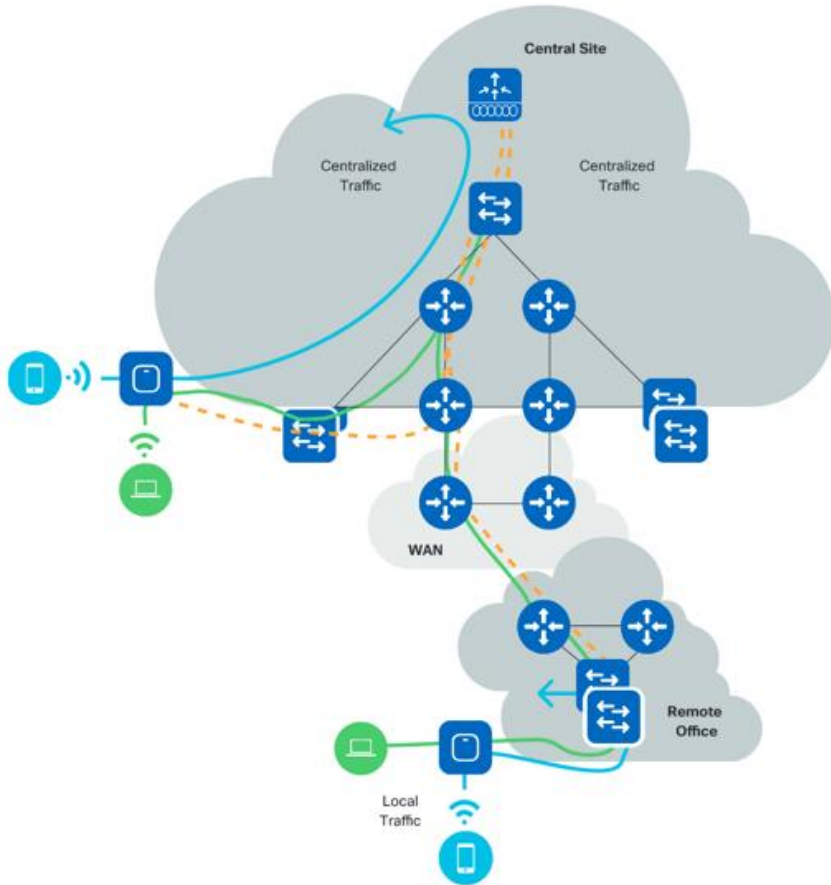 Central Site
Centralized
Traffic
Centralized
Traffic
WAN
Remote
Office
Local
Traffic